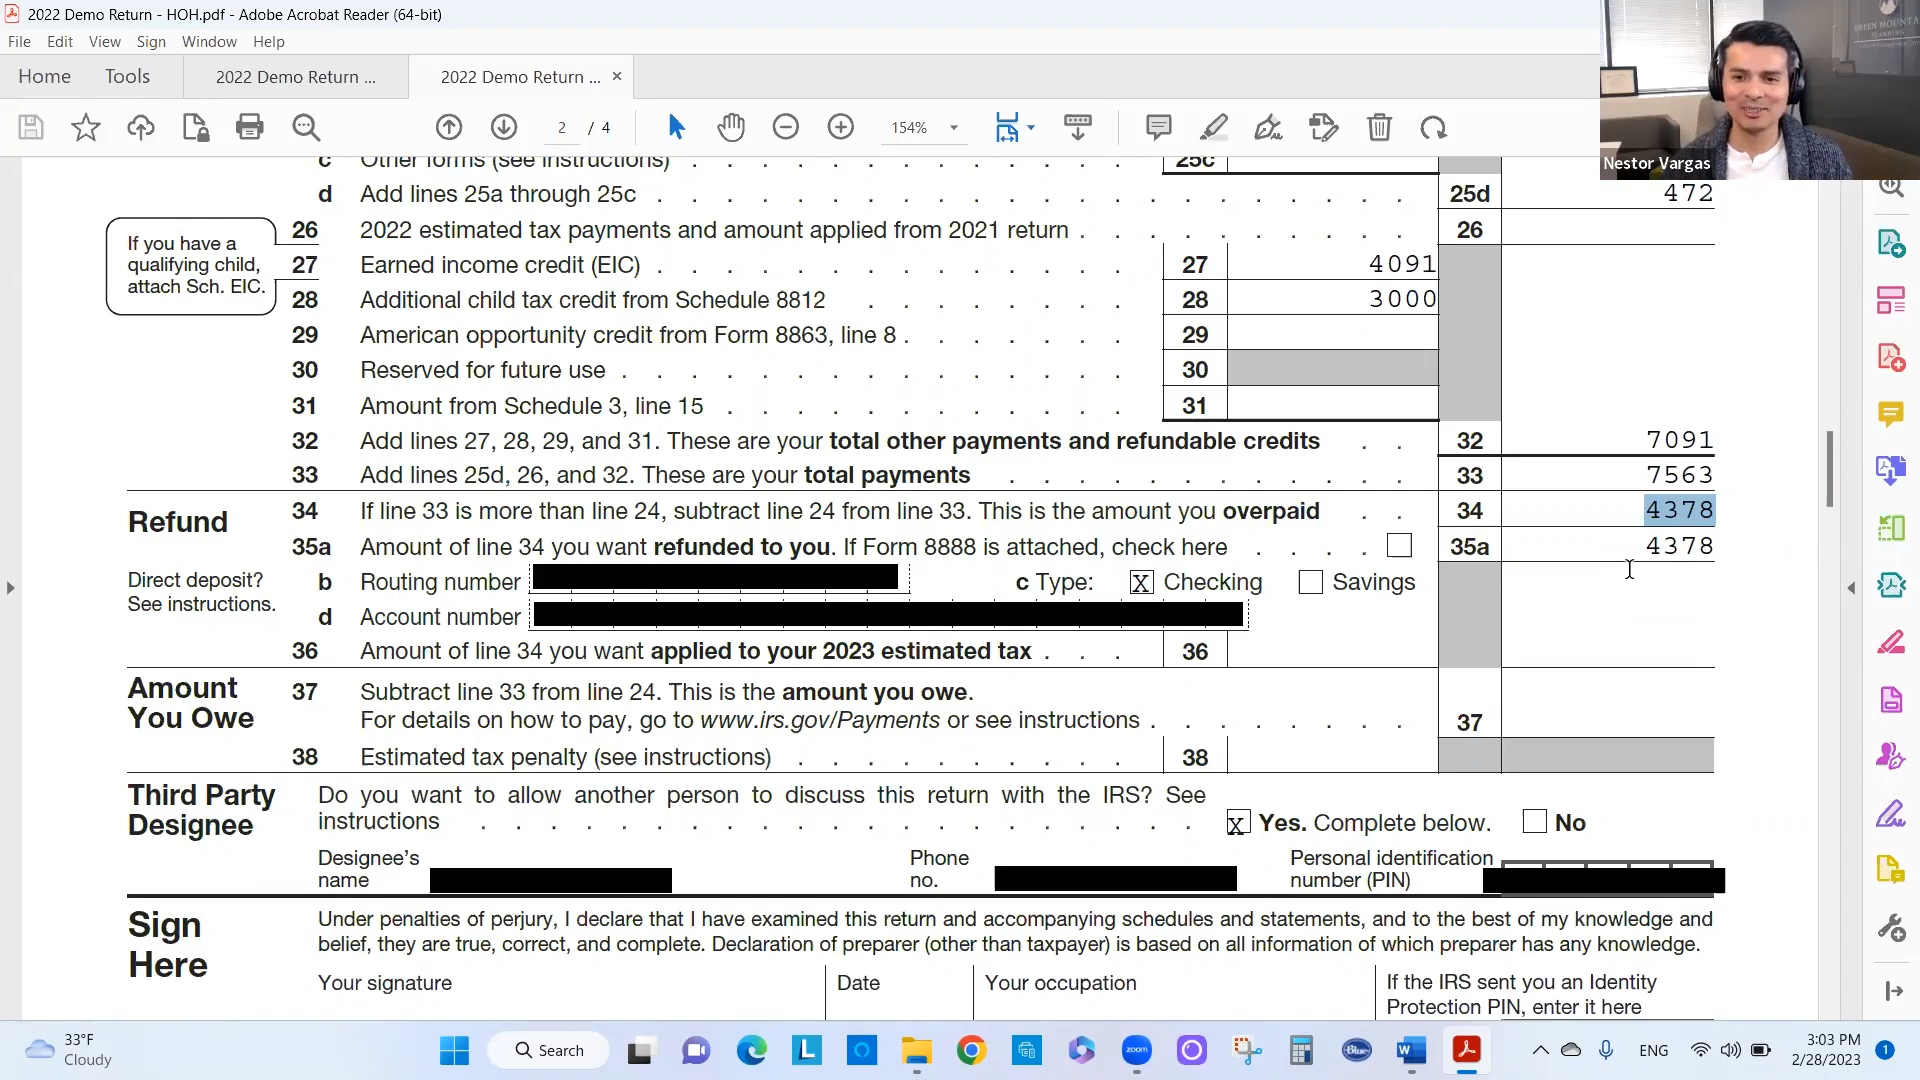 2022 Demo Return - HOH.pdf - Adobe Acrobat Reader (64-bit)
File Edit View Sign Window Help
Home Tools 2022 Demo Return ... 2022 Demo Return ... ×
2 / 4 154%
GREEN MOUNTA
PLANNING
Nestor Vargas
c Other forms (see instructions) . . . . . . . . . . . . . 25c
d Add lines 25a through 25c . . . . . . . . . . . . . . . . . . . . 25d 472
If you have a
qualifying child,
attach Sch. EIC.
26 2022 estimated tax payments and amount applied from 2021 return . . . . . . . . . . 26
27 Earned income credit (EIC) . . . . . . . . . . . . . . 27 4091
28 Additional child tax credit from Schedule 8812 . . . . . . . . 28 3000
29 American opportunity credit from Form 8863, line 8 . . . . . . . 29
30 Reserved for future use . . . . . . . . . . . . . . . 30
31 Amount from Schedule 3, line 15 . . . . . . . . . . . . 31
32 Add lines 27, 28, 29, and 31. These are your total other payments and refundable credits . . 32 7091
33 Add lines 25d, 26, and 32. These are your total payments . . . . . . . . . . . . 33 7563
Refund
34 If line 33 is more than line 24, subtract line 24 from line 33. This is the amount you overpaid . . 34 4378
35a Amount of line 34 you want refunded to you. If Form 8888 is attached, check here . . . . 35a 4378
Direct deposit?
See instructions.
b Routing number c Type: X Checking Savings
d Account number
36 Amount of line 34 you want applied to your 2023 estimated tax . . . 36
Amount
You Owe
37 Subtract line 33 from line 24. This is the amount you owe.
For details on how to pay, go to www.irs.gov/Payments or see instructions . . . . . . . . 37
38 Estimated tax penalty (see instructions) . . . . . . . . . . 38
Third Party
Designee
Do you want to allow another person to discuss this return with the IRS? See
instructions . . . . . . . . . . . . . . . . . . . . X Yes. Complete below. No
Designee's
name
Phone
no.
Personal identification
number (PIN)
Sign
Here
Under penalties of perjury, I declare that I have examined this return and accompanying schedules and statements, and to the best of my knowledge and
belief, they are true, correct, and complete. Declaration of preparer (other than taxpayer) is based on all information of which preparer has any knowledge.
Your signature
Date
Your occupation
If the IRS sent you an Identity
Protection PIN, enter it here
33°F
Cloudy
Search
L
zoom
Blue
W
ENG
3:03 PM
2/28/2023
1